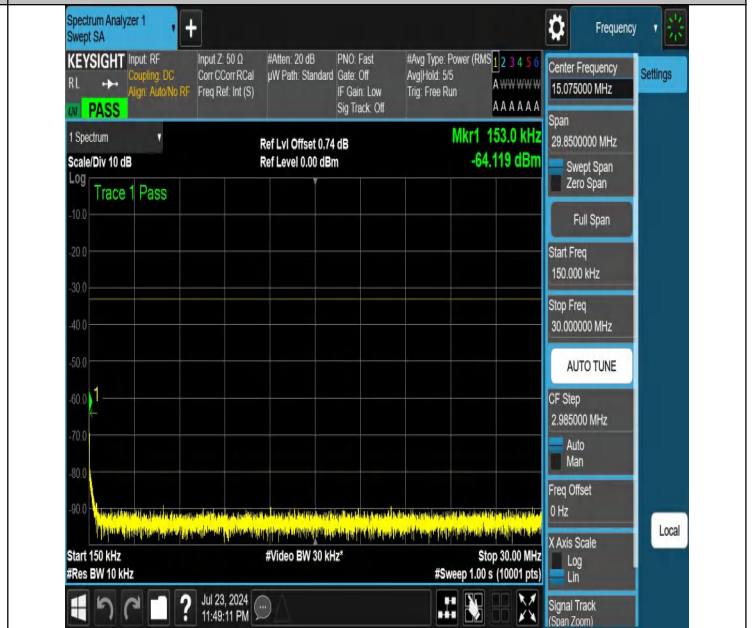 Spectrum Analyzer 1
Swept SA
+
Frequency
KEYSIGHT
RL
PASS
Input: RF
Coupling: DC
Align: Auto/No RF
Input Z: 50 Ω
Corr CCorr RCal
Freq Ref: Int (S)
#Atten: 20 dB
µW Path: Standard
PNO: Fast
Gate: Off
IF Gain: Low
Sig Track: Off
#Avg Type: Power (RMS
Avg|Hold: 5/5
Trig: Free Run
1 2 3 4 5 6
A W W W W W
A A A A A A
Center Frequency
15.075000 MHz
Settings
Span
29.8500000 MHz
Swept Span
Zero Span
Full Span
Start Freq
150.000 kHz
Stop Freq
30.000000 MHz
AUTO TUNE
CF Step
2.985000 MHz
Auto
Man
Freq Offset
0 Hz
X Axis Scale
Log
Lin
Signal Track
(Span Zoom)
Local
1 Spectrum
Scale/Div 10 dB
Ref Lvl Offset 0.74 dB
Ref Level 0.00 dBm
Mkr1 153.0 kHz
-64.119 dBm
Log
Trace 1 Pass
-10.0
-20.0
-30.0
-40.0
-50.0
-60.0
1
-70.0
-80.0
-90.0
Start 150 kHz
#Res BW 10 kHz
#Video BW 30 kHz*
Stop 30.00 MHz
#Sweep 1.00 s (10001 pts)
?
Jul 23, 2024
11:49:11 PM